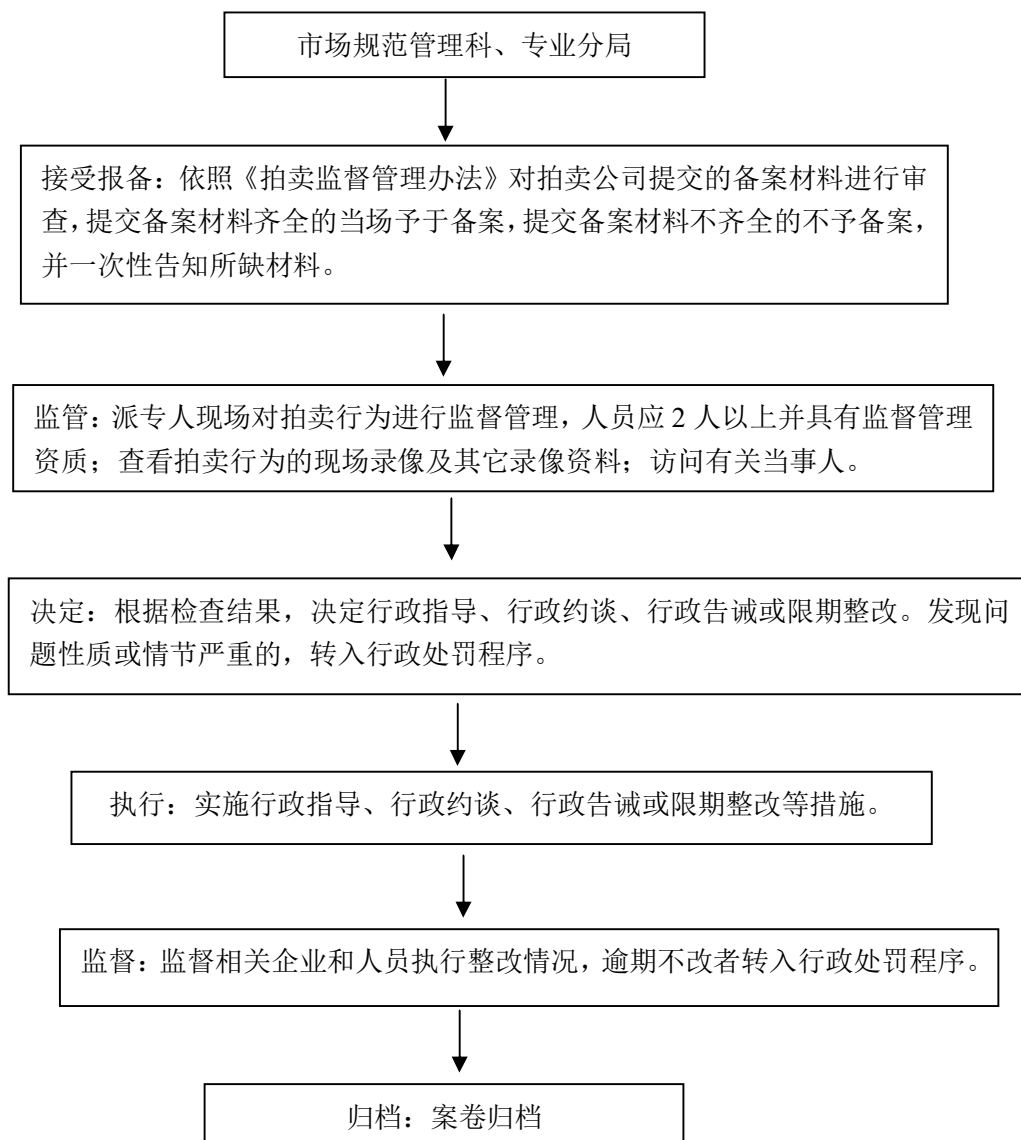 市场规范管理科、专业分局
接受报备：依照《拍卖监督管理办法》对拍卖公司提交的备案材料进行审
查，提交备案材料齐全的当场予于备案，提交备案材料不齐全的不予备案，
并一次性告知所缺材料。
监管：派专人现场对拍卖行为进行监督管理，人员应 2 人以上并具有监督管理
资质；查看拍卖行为的现场录像及其它录像资料；访问有关当事人。
决定：根据检查结果，决定行政指导、行政约谈、行政告诫或限期整改。发现问
题性质或情节严重的，转入行政处罚程序。
执行：实施行政指导、行政约谈、行政告诫或限期整改等措施。
监督：监督相关企业和人员执行整改情况，逾期不改者转入行政处罚程序。
归档：案卷归档